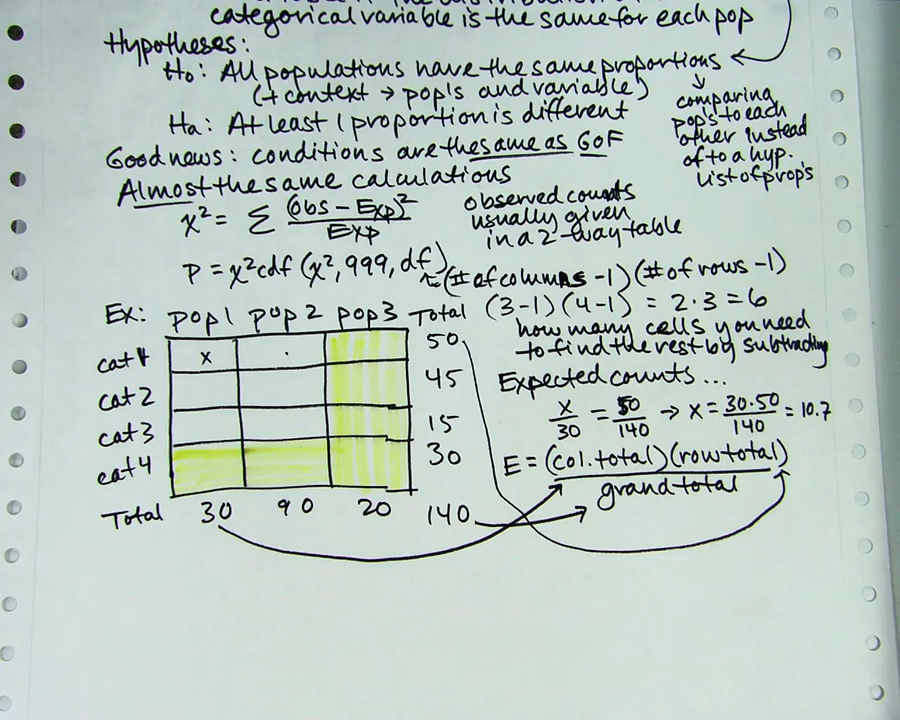 categorical variable is the same for each pop
Hypotheses:
Ho: All populations have the same proportions
(+ context → pop's and variable)
comparing
pop's to each
other instead
of to a hyp.
list of prop's
Ha: At least 1 proportion is different
Good news: conditions are the same as GoF
Almost the same calculations
χ² = Σ (Obs - Exp)² / Exp
observed counts
usually given
in a 2-way table
P = χ²cdf (χ², 999, df)
(# of columns -1) (# of rows -1)
(3-1) (4-1) = 2·3 = 6
how many cells you need
to find the rest by subtracting
Ex: pop1 pop2 pop3 Total
cat 1 x . 50
cat 2 45
cat 3 15
cat 4 30
Total 30 90 20 140
Expected counts...
x/30 = 50/140 → x = 30·50/140 = 10.7
E = (col. total)(row total) / grand total